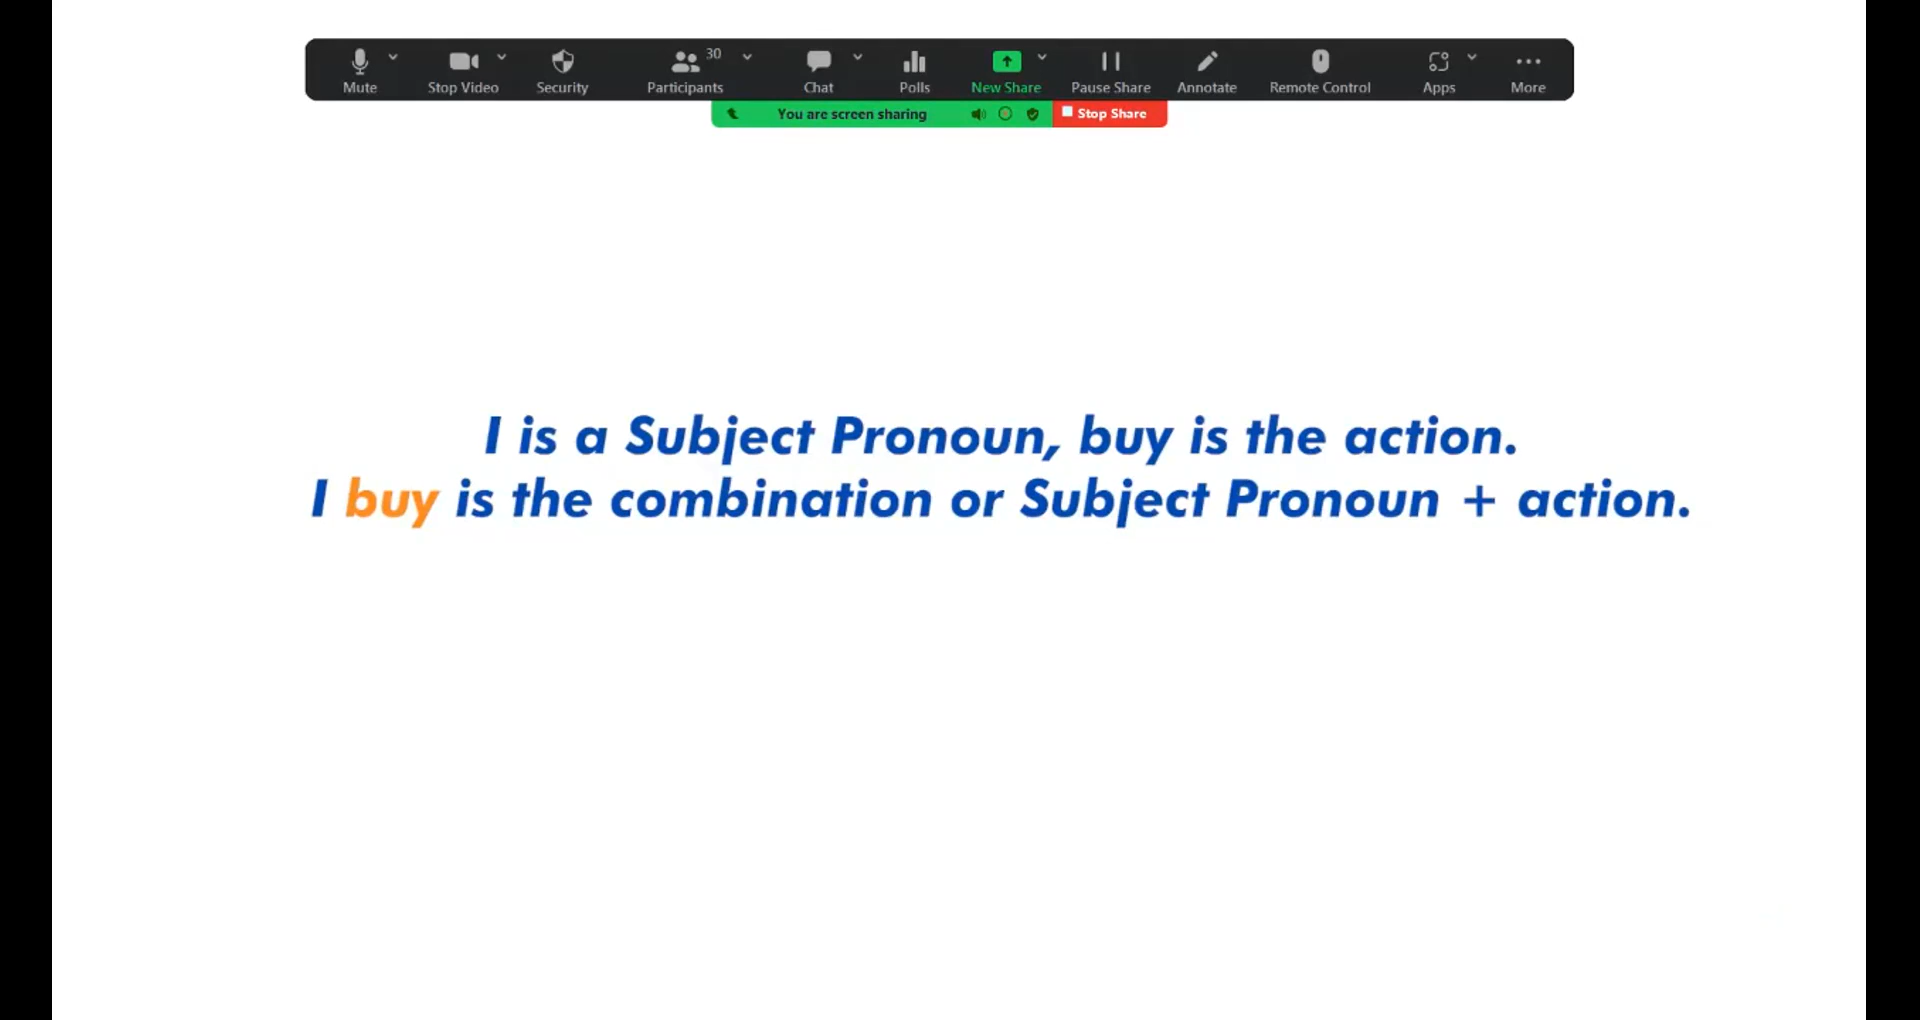 30
Mute Stop Video Security Participants Chat Polls New Share Pause Share Annotate Remote Control Apps More
You are screen sharing Stop Share
I is a Subject Pronoun, buy is the action.
I buy is the combination or Subject Pronoun + action.